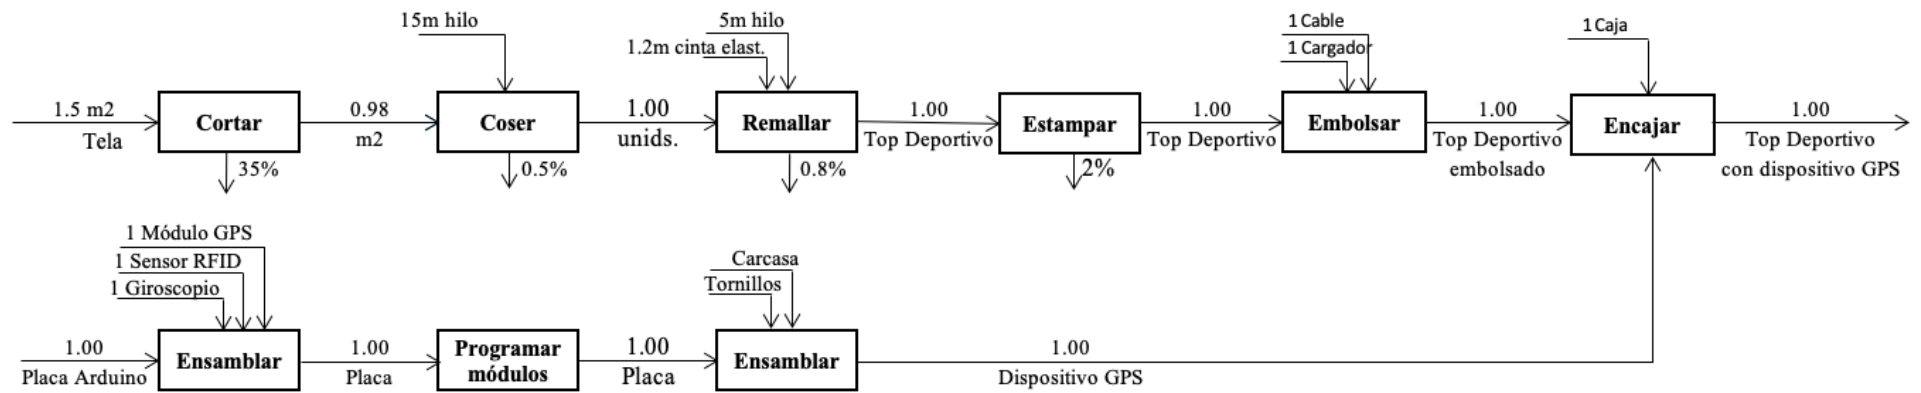 15m hilo
5m hilo
1.2m cinta elast.
1 Cable
1 Cargador
1 Caja
1.5 m2
Tela
Cortar
35%
0.98
m2
Coser
0.5%
1.00
unids.
Remallar
0.8%
1.00
Top Deportivo
Estampar
2%
1.00
Top Deportivo
Embolsar
1.00
Top Deportivo
embolsado
Encajar
1.00
Top Deportivo
con dispositivo GPS
1 Módulo GPS
1 Sensor RFID
1 Giroscopio
Carcasa
Tornillos
1.00
Placa Arduino
Ensamblar
1.00
Placa
Programar
módulos
1.00
Placa
Ensamblar
1.00
Dispositivo GPS